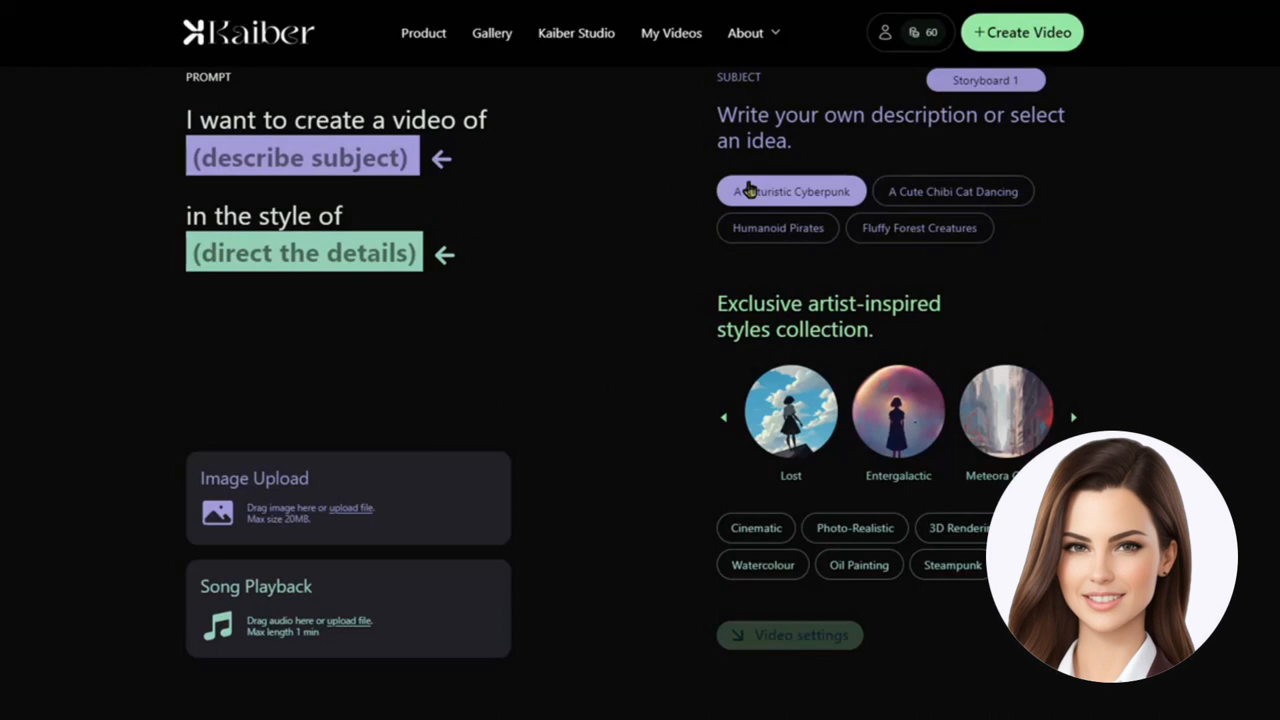 Kaiber
Product
Gallery
Kaiber Studio
My Videos
About
60
+ Create Video
PROMPT
I want to create a video of
(describe subject)
in the style of
(direct the details)
Image Upload
Drag image here or upload file.
Max size 20MB.
Song Playback
Drag audio here or upload file.
Max length 1 min
SUBJECT
Storyboard 1
Write your own description or select
an idea.
Cyberpunk
A Cute Chibi Cat Dancing
Humanoid Pirates
Fluffy Forest Creatures
Exclusive artist-inspired
styles collection.
Lost
Entergalactic
Meteora
Cinematic
Photo-Realistic
3D
Watercolour
Oil Painting
Steampunk
Video settings